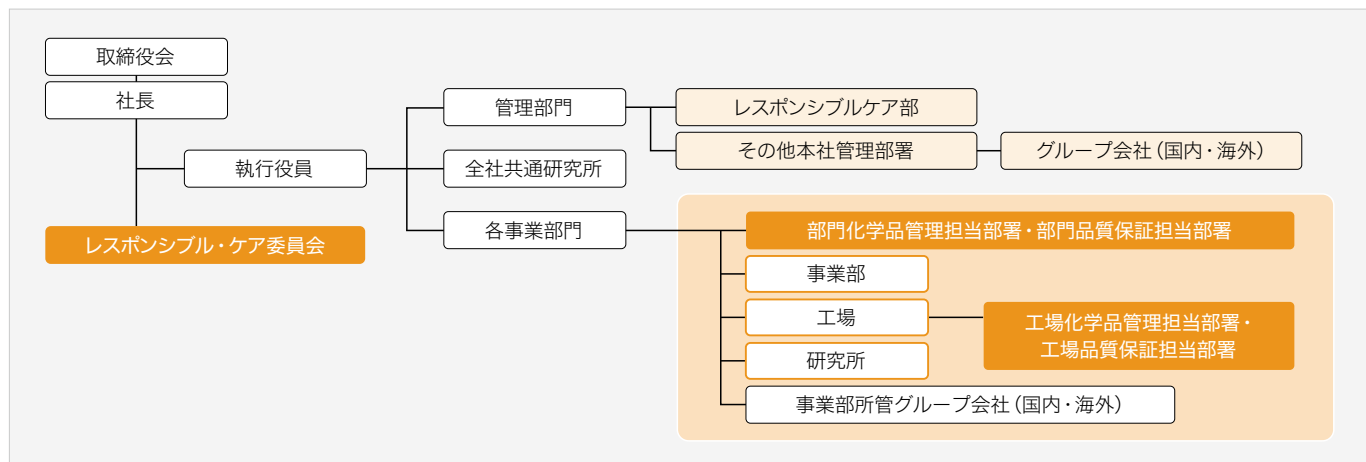 取締役会
社長
執行役員
レスポンシブル・ケア委員会
管理部門
全社共通研究所
各事業部門
レスポンシブルケア部
その他本社管理部署
グループ会社（国内・海外）
部門化学品管理担当部署・部門品質保証担当部署
事業部
工場
工場化学品管理担当部署・
工場品質保証担当部署
研究所
事業部所管グループ会社（国内・海外）